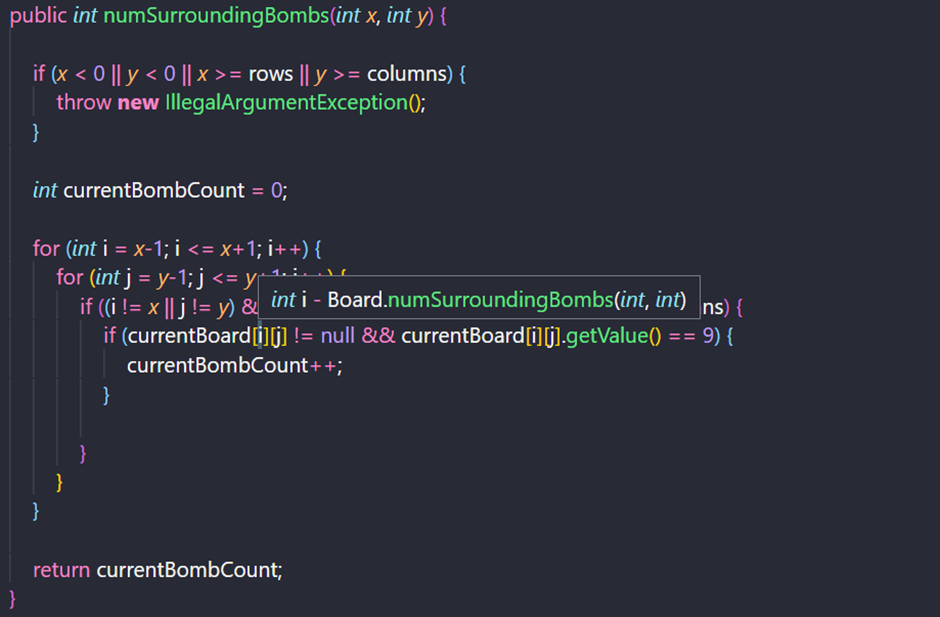 public int numSurroundingBombs(int x, int y) {
if (x < 0 || y < 0 || x >= rows || y >= columns) {
throw new IllegalArgumentException();
}
int currentBombCount = 0;
for (int i = x-1; i <= x+1; i++) {
for (int j = y-1; j <= y+1; j++) {
int i - Board.numSurroundingBombs(int, int)
if ((i != x || j != y) && ns) {
if (currentBoard[i][j] != null && currentBoard[i][j].getValue() == 9) {
currentBombCount++;
}
}
}
}
return currentBombCount;
}